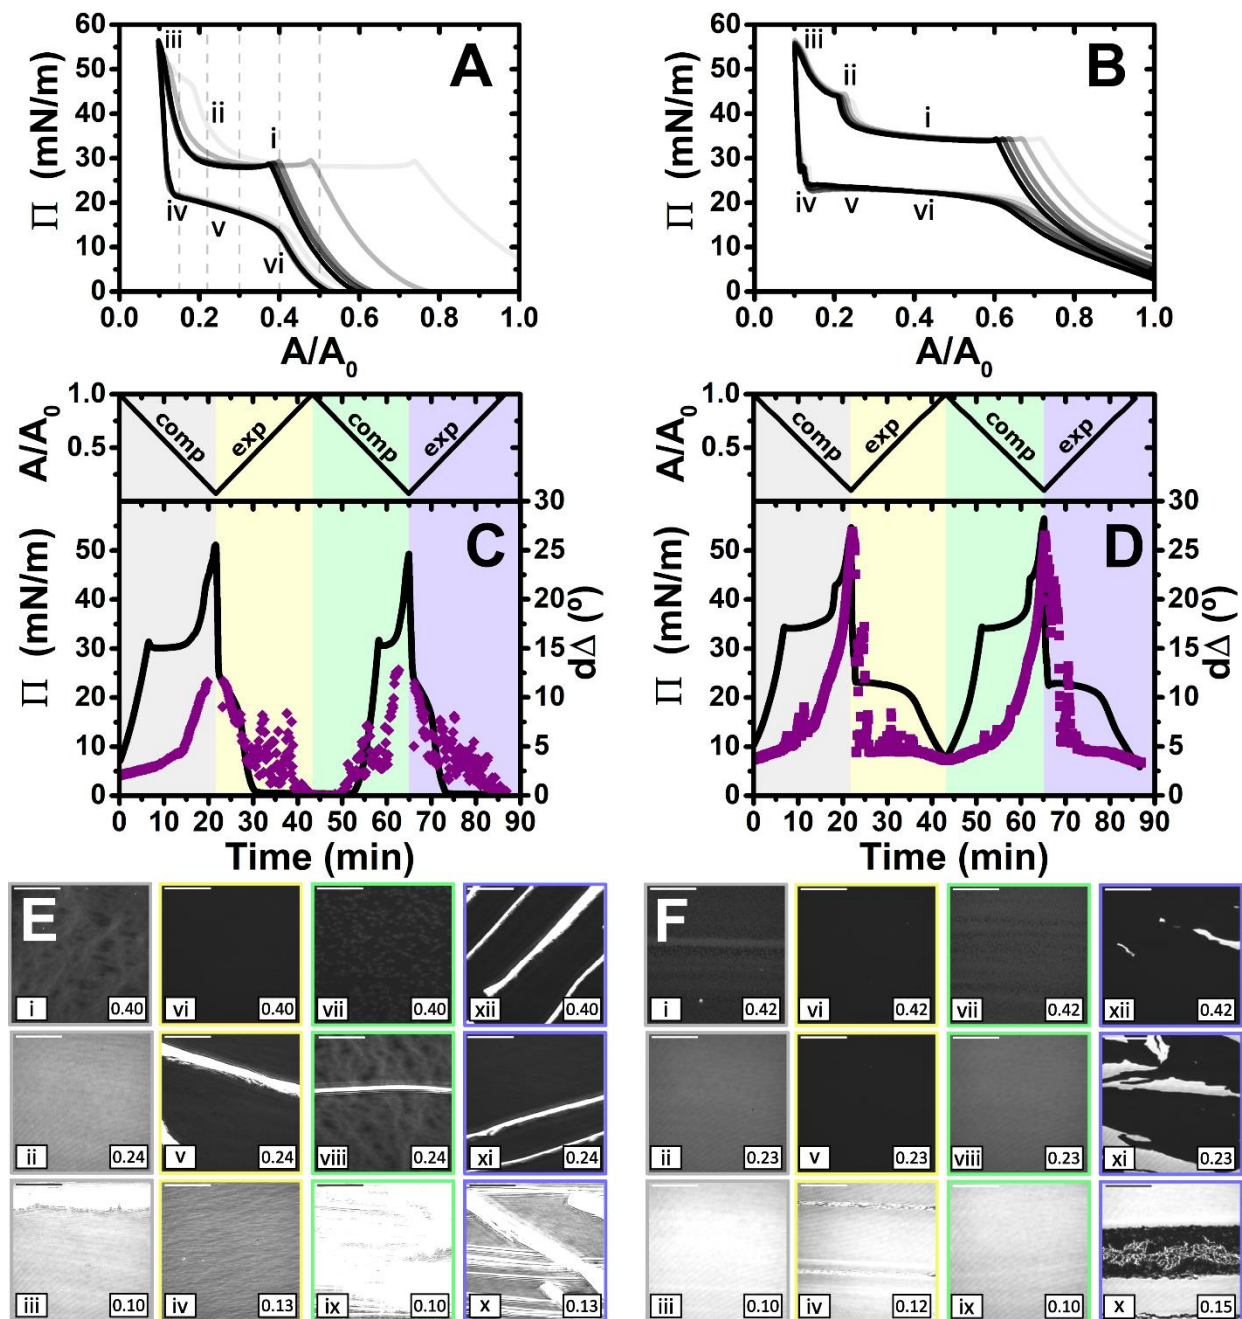 A
60
50
40
30
20
10
0
Π (mN/m)
iii
ii
i
iv
v
vi
0.0 0.2 0.4 0.6 0.8 1.0
A/A0
B
60
50
40
30
20
10
0
Π (mN/m)
iii
ii
i
iv
v
vi
0.0 0.2 0.4 0.6 0.8 1.0
A/A0
1.0
0.5
A/A0
comp exp comp exp
C
50
40
30
20
10
0
Π (mN/m)
30
25
20
15
10
5
0
Δp (º)
0 10 20 30 40 50 60 70 80 90
Time (min)
1.0
0.5
A/A0
comp exp comp exp
D
50
40
30
20
10
0
Π (mN/m)
30
25
20
15
10
5
0
Δp (º)
0 10 20 30 40 50 60 70 80 90
Time (min)
E
i 0.40 vi 0.40 vii 0.40 xii 0.40
ii 0.24 v 0.24 viii 0.24 xi 0.24
iii 0.10 iv 0.13 ix 0.10 x 0.13
F
i 0.42 vi 0.42 vii 0.42 xii 0.42
ii 0.23 v 0.23 viii 0.23 xi 0.23
iii 0.10 iv 0.12 ix 0.10 x 0.15